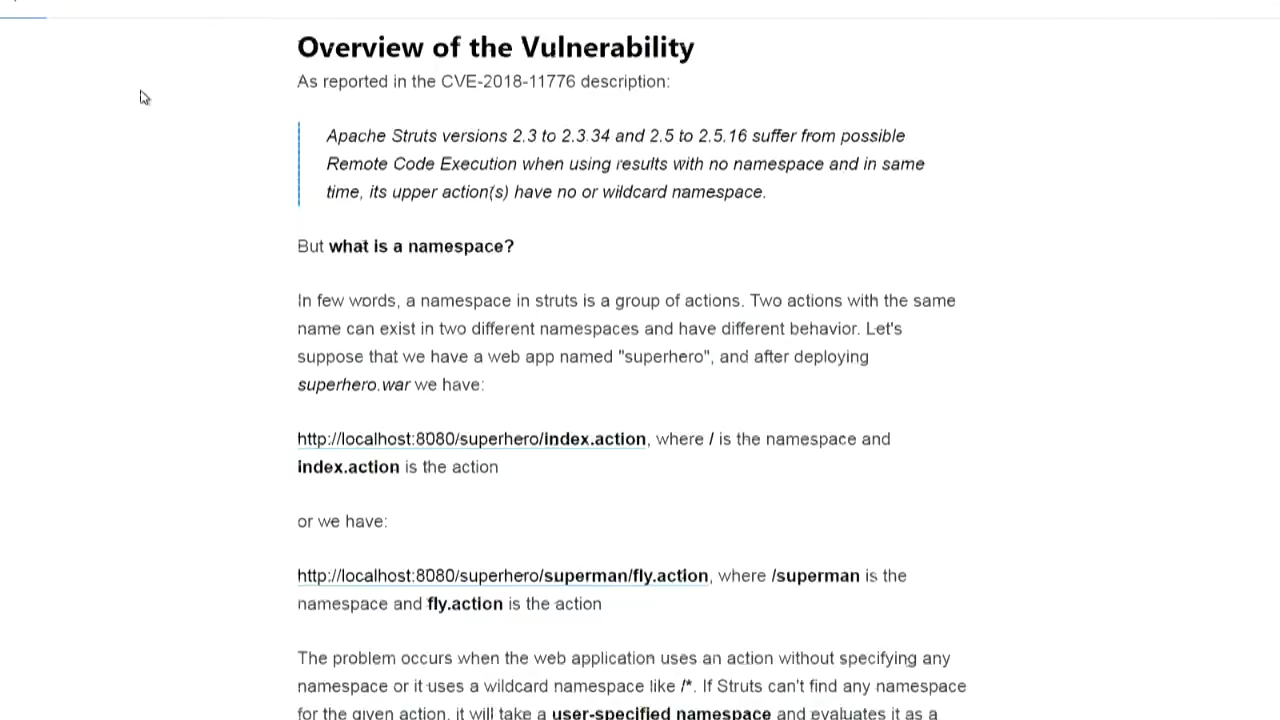 Overview of the Vulnerability
As reported in the CVE-2018-11776 description:
Apache Struts versions 2.3 to 2.3.34 and 2.5 to 2.5.16 suffer from possible
Remote Code Execution when using results with no namespace and in same
time, its upper action(s) have no or wildcard namespace.
But what is a namespace?
In few words, a namespace in struts is a group of actions. Two actions with the same
name can exist in two different namespaces and have different behavior. Let's
suppose that we have a web app named "superhero", and after deploying
superhero.war we have:
http://localhost:8080/superhero/index.action, where / is the namespace and
index.action is the action
or we have:
http://localhost:8080/superhero/superman/fly.action, where /superman is the
namespace and fly.action is the action
The problem occurs when the web application uses an action without specifying any
namespace or it uses a wildcard namespace like /*. If Struts can't find any namespace
for the given action, it will take a user-specified namespace and evaluates it as a